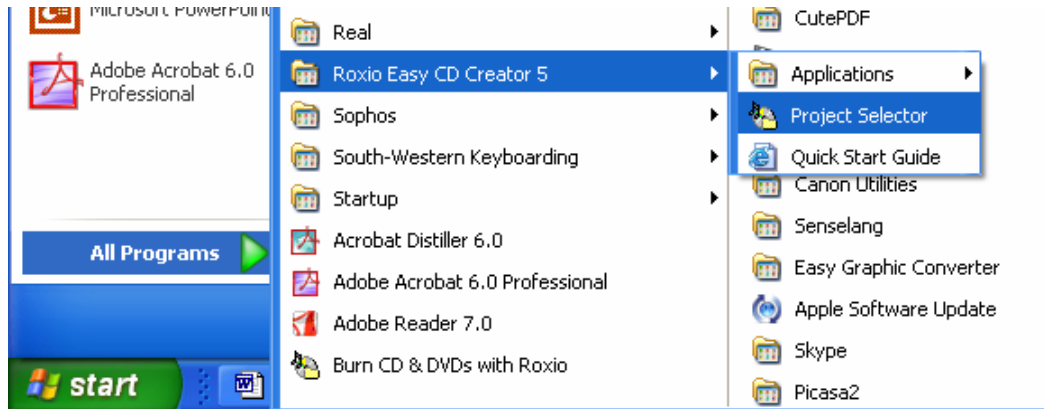 Microsoft PowerPoint
Adobe Acrobat 6.0
Professional
All Programs
start
Real
Roxio Easy CD Creator 5
Sophos
South-Western Keyboarding
Startup
Acrobat Distiller 6.0
Adobe Acrobat 6.0 Professional
Adobe Reader 7.0
Burn CD & DVDs with Roxio
CutePDF
Applications
Project Selector
Quick Start Guide
Canon Utilities
Senselang
Easy Graphic Converter
Apple Software Update
Skype
Picasa2